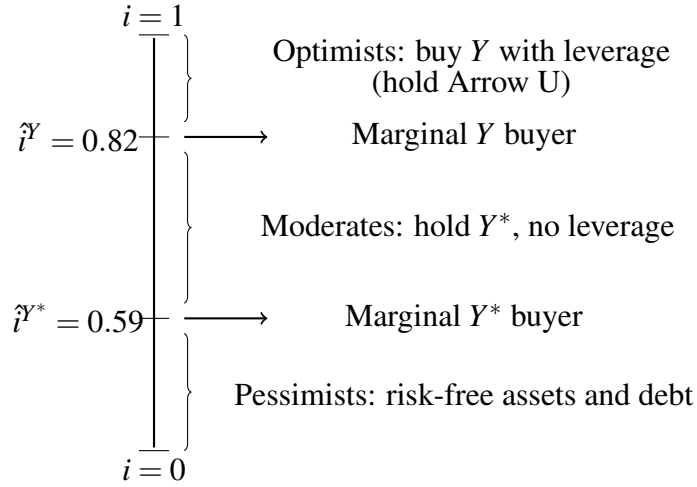 i = 1
Optimists: buy Y with leverage
(hold Arrow U)
î^Y = 0.82
Marginal Y buyer
Moderates: hold Y*, no leverage
î^{Y*} = 0.59
Marginal Y* buyer
Pessimists: risk-free assets and debt
i = 0